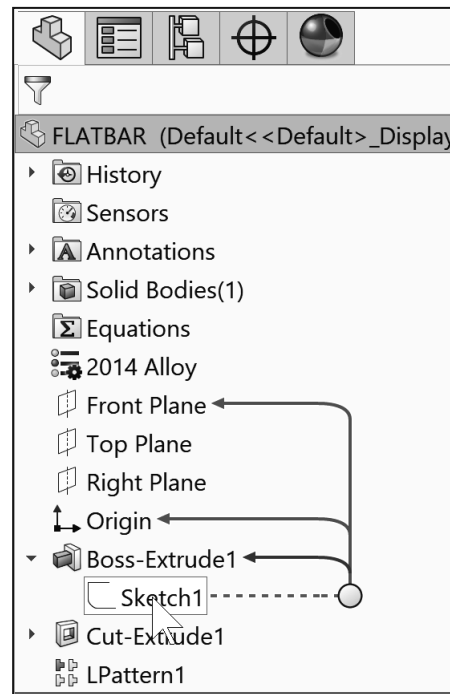 FLATBAR (Default<<Default>_Display
History
Sensors
Annotations
Solid Bodies(1)
Equations
2014 Alloy
Front Plane
Top Plane
Right Plane
Origin
Boss-Extrude1
Sketch1
Cut-Extrude1
LPattern1